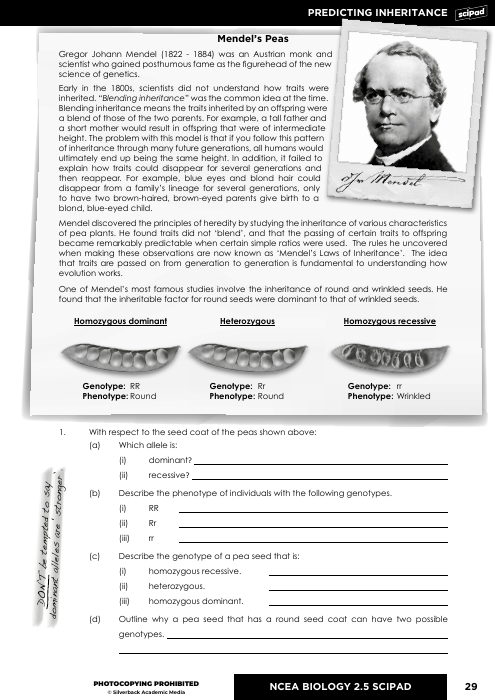 PREDICTING INHERITANCE scipad
Mendel's Peas
Gregor Johann Mendel (1822 - 1884) was an Austrian monk and
scientist who gained posthumous fame as the figurehead of the new
science of genetics.
Early in the 1800s, scientists did not understand how traits were
inherited. "Blending inheritance" was the common idea at the time.
Blending inheritance means the traits inherited by an offspring were
a blend of those of the two parents. For example, a tall father and
a short mother would result in offspring that were of intermediate
height. The problem with this model is that if you follow this pattern
of inheritance through many future generations, all humans would
ultimately end up being the same height. In addition, it failed to
explain how traits could disappear for several generations and
then reappear. For example, blue eyes and blond hair could
disappear from a family's lineage for several generations, only
to have two brown-haired, brown-eyed parents give birth to a
blond, blue-eyed child.
Mendel
Mendel discovered the principles of heredity by studying the inheritance of various characteristics
of pea plants. He found traits did not 'blend', and that the passing of certain traits to offspring
became remarkably predictable when certain simple ratios were used. The rules he uncovered
when making these observations are now known as 'Mendel's Laws of Inheritance'. The idea
that traits are passed on from generation to generation is fundamental to understanding how
evolution works.
One of Mendel's most famous studies involve the inheritance of round and wrinkled seeds. He
found that the inheritable factor for round seeds were dominant to that of wrinkled seeds.
Homozygous dominant
Heterozygous
Homozygous recessive
Genotype: RR
Phenotype: Round
Genotype: Rr
Phenotype: Round
Genotype: rr
Phenotype: Wrinkled
1. With respect to the seed coat of the peas shown above:
(a) Which allele is:
(i) dominant?
(ii) recessive?
(b) Describe the phenotype of individuals with the following genotypes.
(i) RR
(ii) Rr
(iii) rr
(c) Describe the genotype of a pea seed that is:
(i) homozygous recessive.
(ii) heterozygous.
(iii) homozygous dominant.
(d) Outline why a pea seed that has a round seed coat can have two possible
genotypes.
DON'T be tempted to say
dominant alleles are 'stronger'.
PHOTOCOPYING PROHIBITED
© Silverback Academic Media
NCEA BIOLOGY 2.5 SCIPAD
29